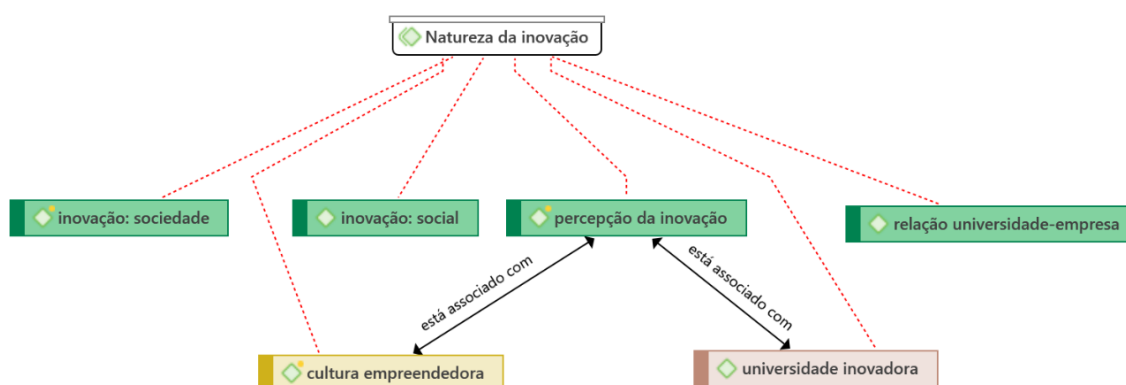 Natureza da inovação
inovação: sociedade
inovação: social
percepção da inovação
relação universidade-empresa
está associado com
está associado com
cultura empreendedora
universidade inovadora